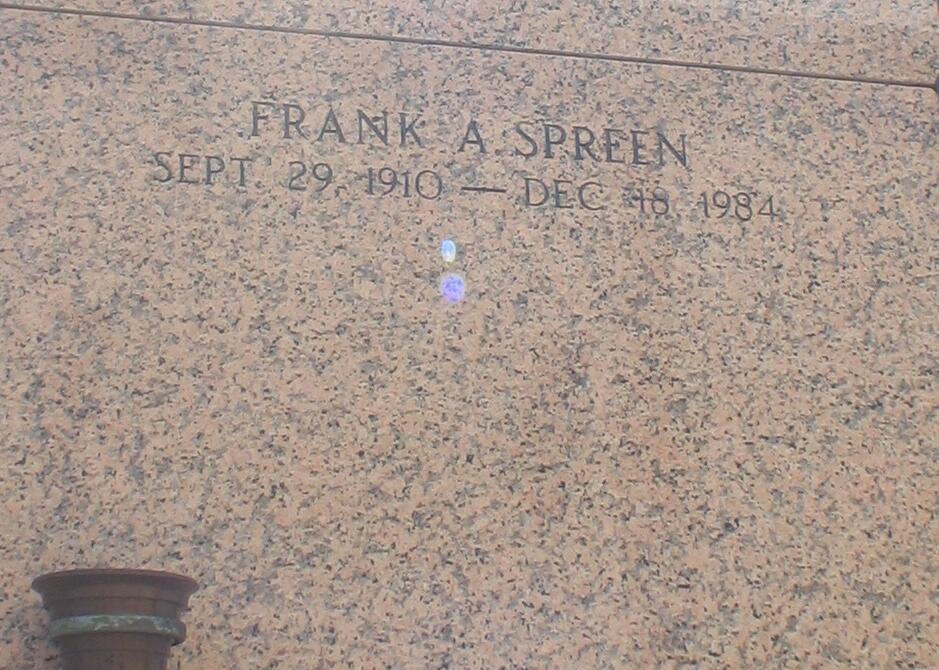 FRANK A SPREEN
SEPT 29, 1910 — DEC 18, 1984